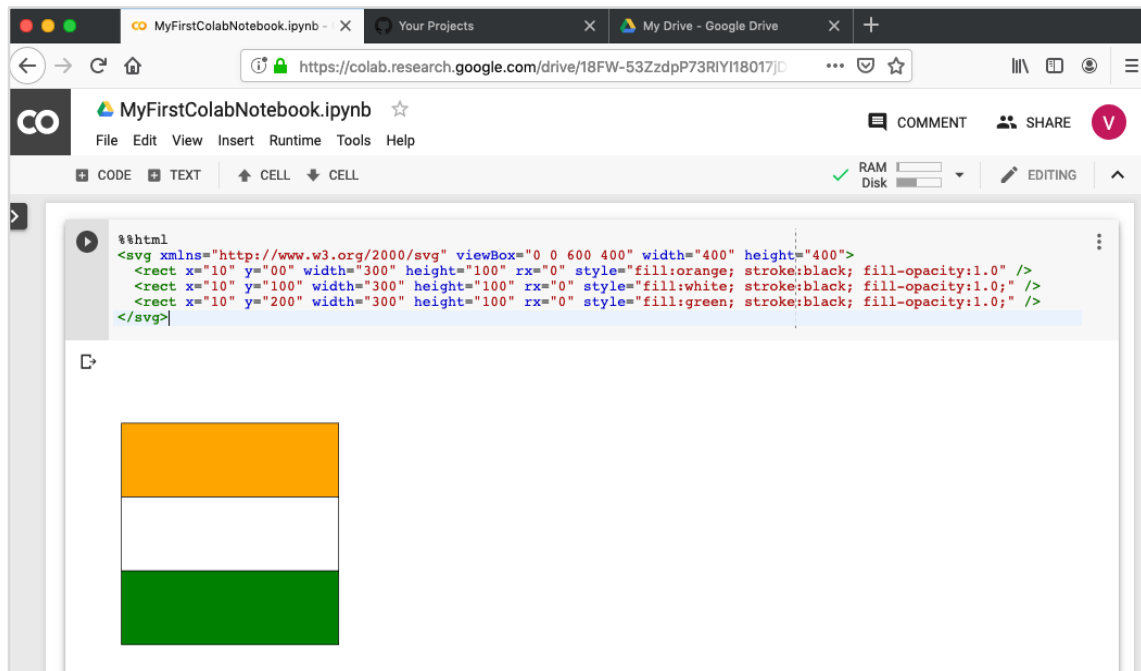 MyFirstColabNotebook.ipynb -
Your Projects
My Drive - Google Drive
https://colab.research.google.com/drive/18FW-53ZzdpP73RIYI18017jD
CO
MyFirstColabNotebook.ipynb
COMMENT
SHARE
V
File Edit View Insert Runtime Tools Help
CODE TEXT CELL CELL
RAM
Disk
EDITING
%%html
<svg xmlns="http://www.w3.org/2000/svg" viewBox="0 0 600 400" width="400" height="400">
  <rect x="10" y="00" width="300" height="100" rx="0" style="fill:orange; stroke:black; fill-opacity:1.0" />
  <rect x="10" y="100" width="300" height="100" rx="0" style="fill:white; stroke:black; fill-opacity:1.0;" />
  <rect x="10" y="200" width="300" height="100" rx="0" style="fill:green; stroke:black; fill-opacity:1.0;" />
</svg>